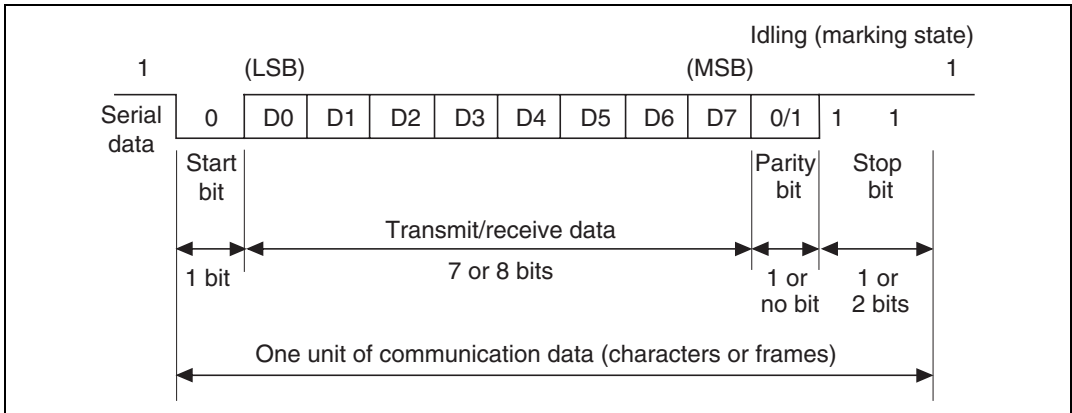 Idling (marking state)
1 (LSB) (MSB) 1
Serial data 0 D0 D1 D2 D3 D4 D5 D6 D7 0/1 1 1
Start bit
Parity bit
Stop bit
Transmit/receive data
1 bit
7 or 8 bits
1 or no bit
1 or 2 bits
One unit of communication data (characters or frames)